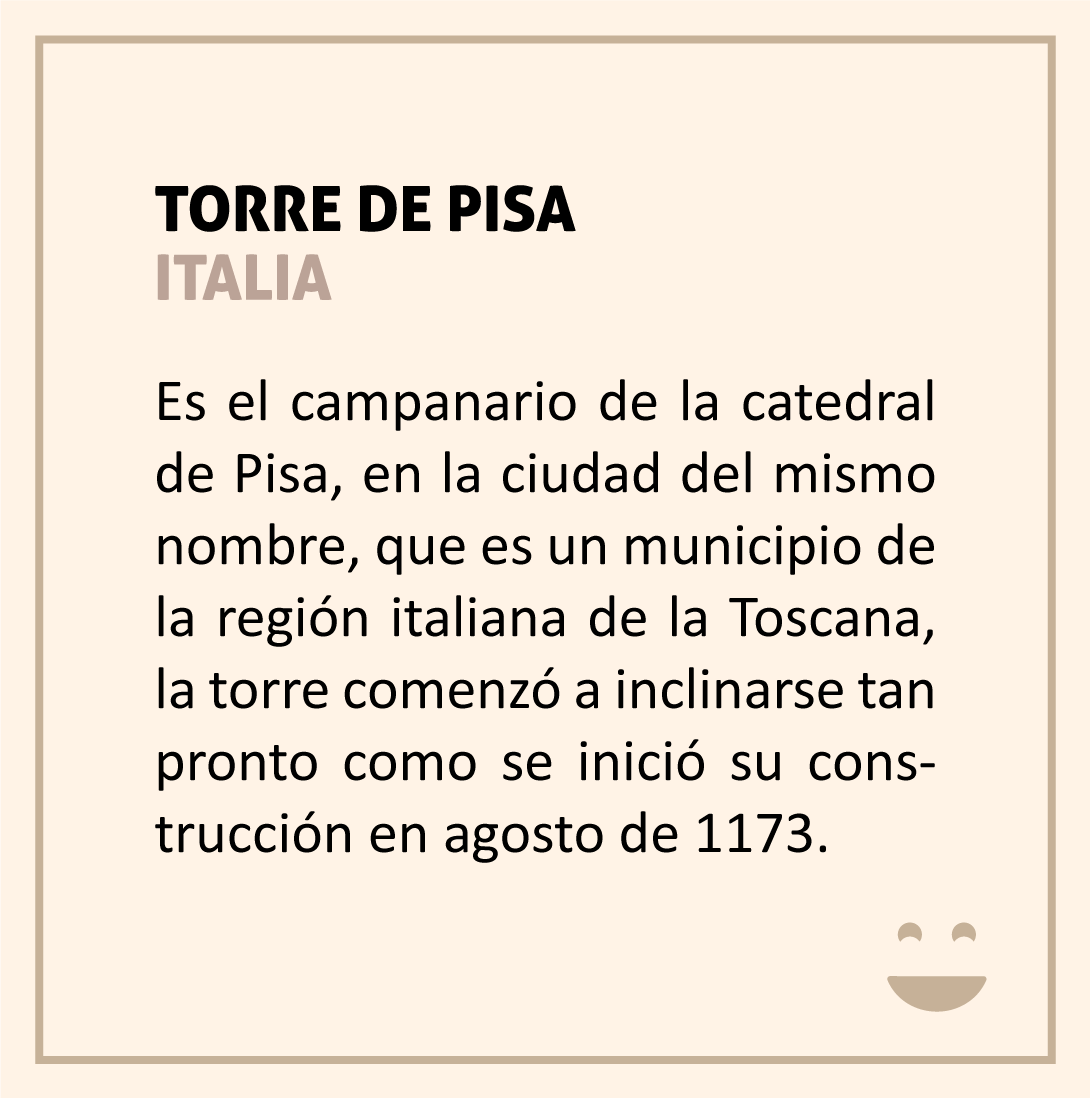 TORRE DE PISA
ITALIA
Es el campanario de la catedral
de Pisa, en la ciudad del mismo
nombre, que es un municipio de
la región italiana de la Toscana,
la torre comenzó a inclinarse tan
pronto como se inició su cons-
trucción en agosto de 1173.